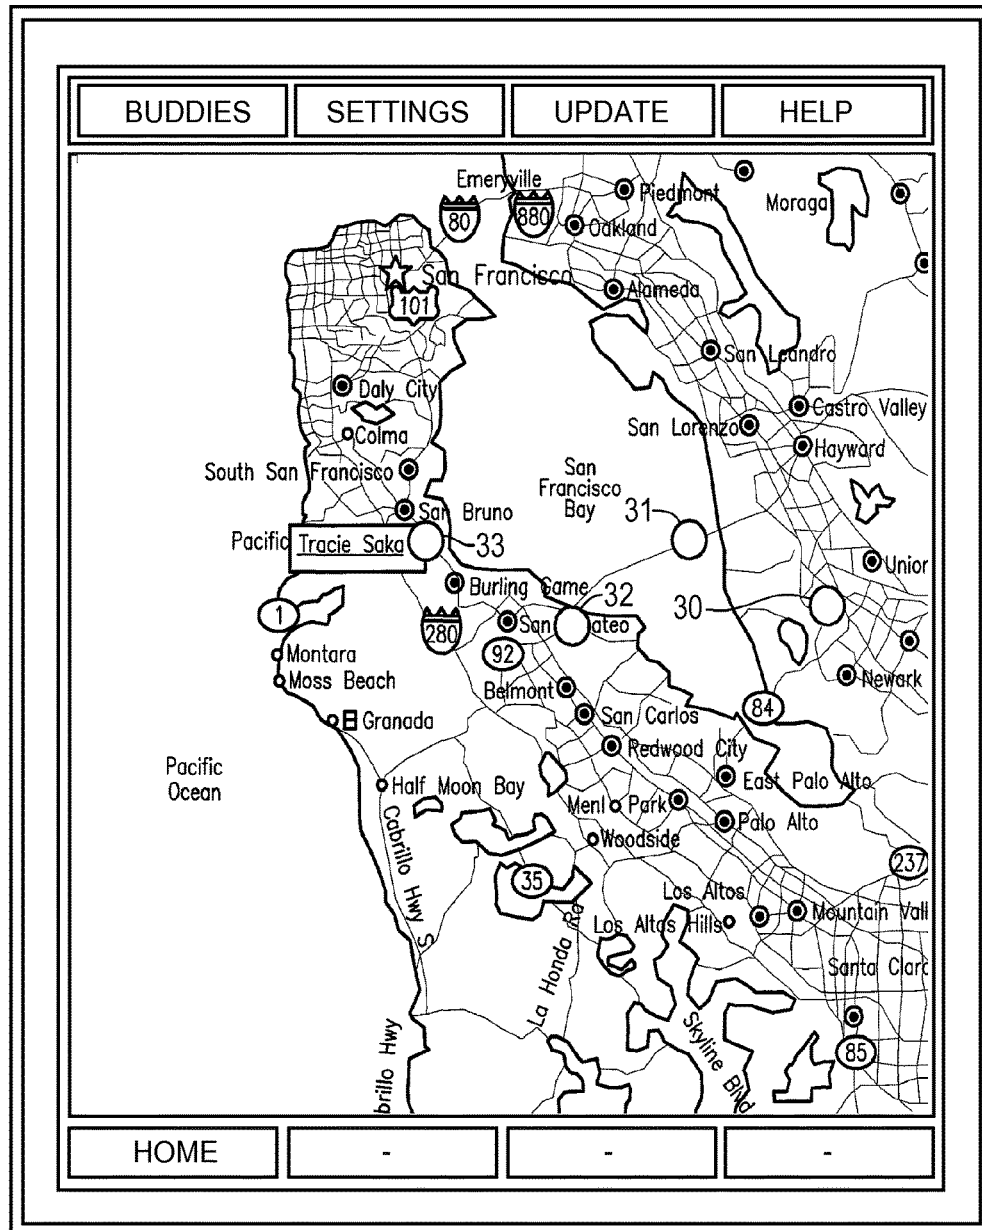 BUDDIES SETTINGS UPDATE HELP
Emeryville
Piedmont
Moraga
80
880
Oakland
San Francisco
101
Alameda
San Leandro
Daly City
Castro Valley
Colma
San Lorenzo
Hayward
South San Francisco
San
Francisco
Bay
31
San Bruno
Pacific
Tracie Saka
33
Union
Burling Game
32
30
1
280
San ateo
92
Montara
Moss Beach
Belmont
Newark
84
San Carlos
Granada
Redwood City
Pacific
Ocean
East Palo Alto
Half Moon Bay
Menl Park
Palo Alto
Cabrillo Hwy S
Woodside
237
35
Los Altos
Mountain Vall
Los Altos Hills
La Honda Rd
Santa Clara
Skyline Blvd
brillo Hwy
85
HOME - - -